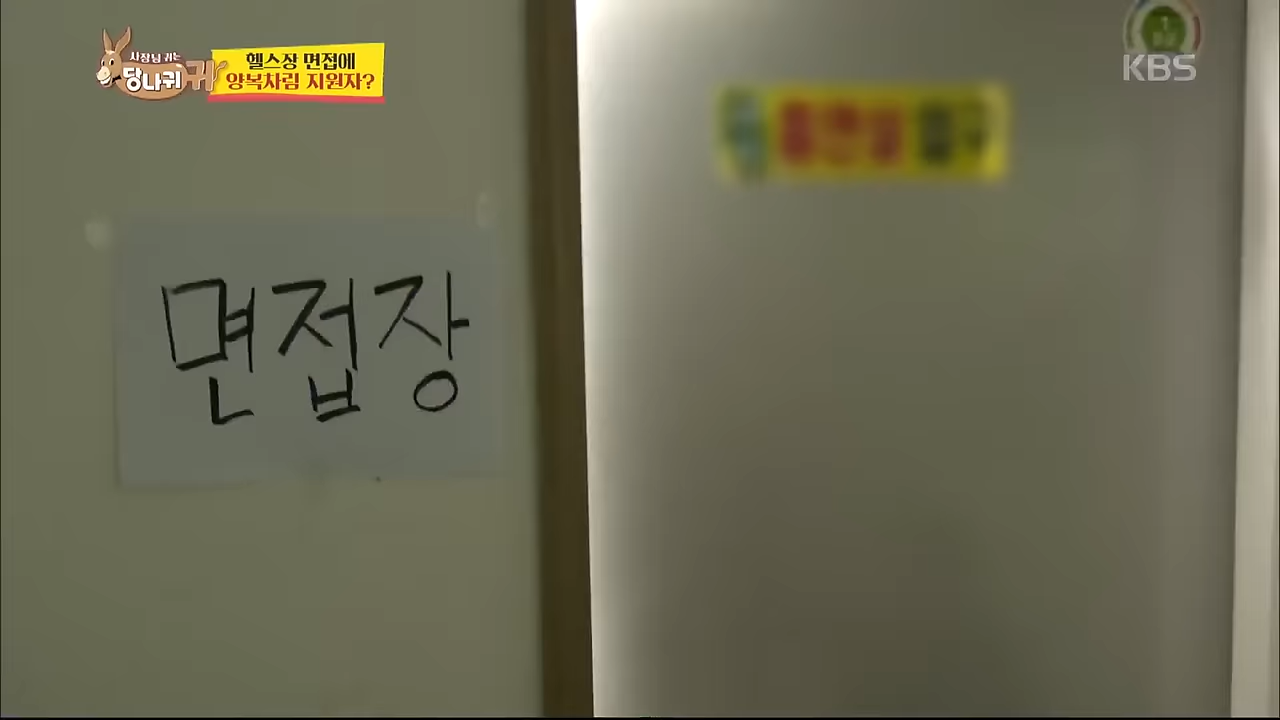 사장님 귀는
당나귀 귀
헬스장 면접에
양복차림 지원자?
KBS
면접장